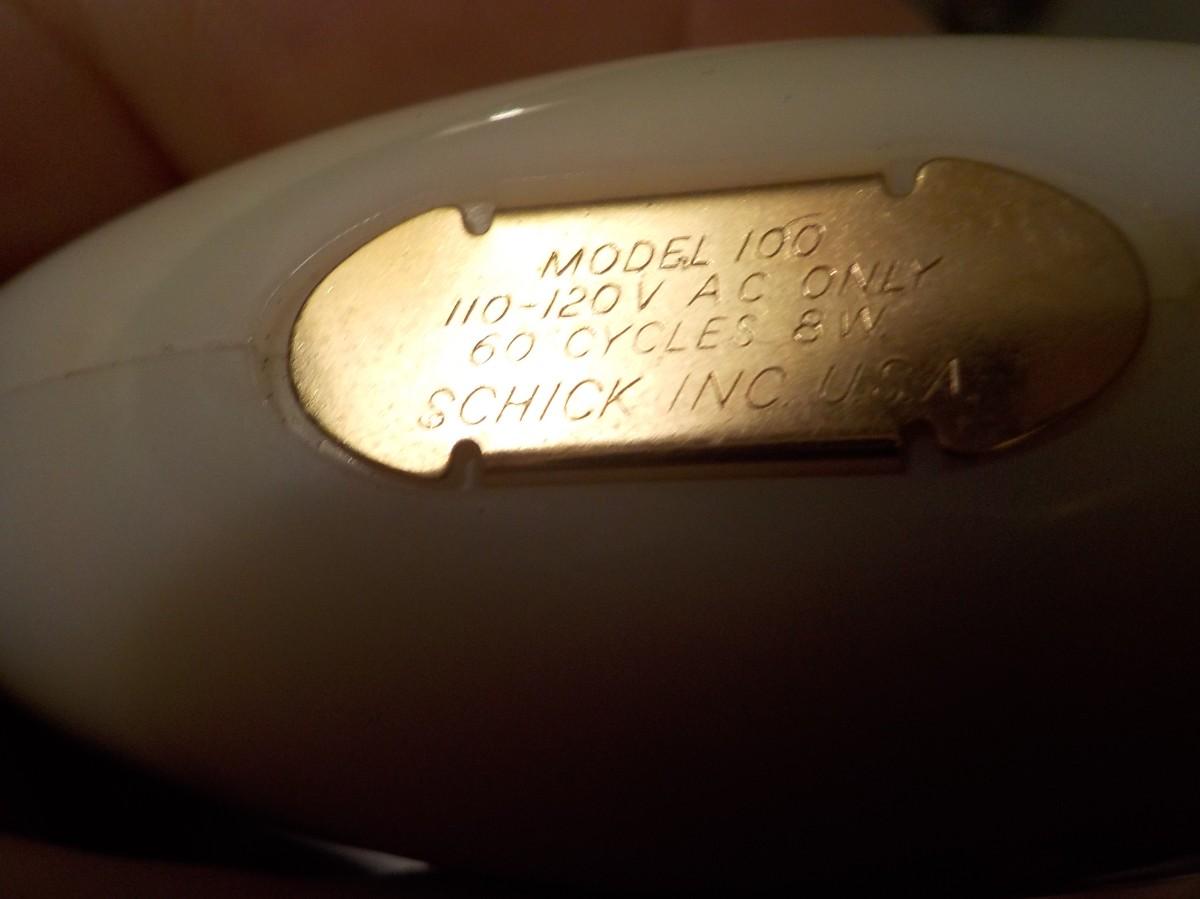 MODEL 100
110-120V AC ONLY
60 CYCLES 8W.
SCHICK INC. U.S.A.